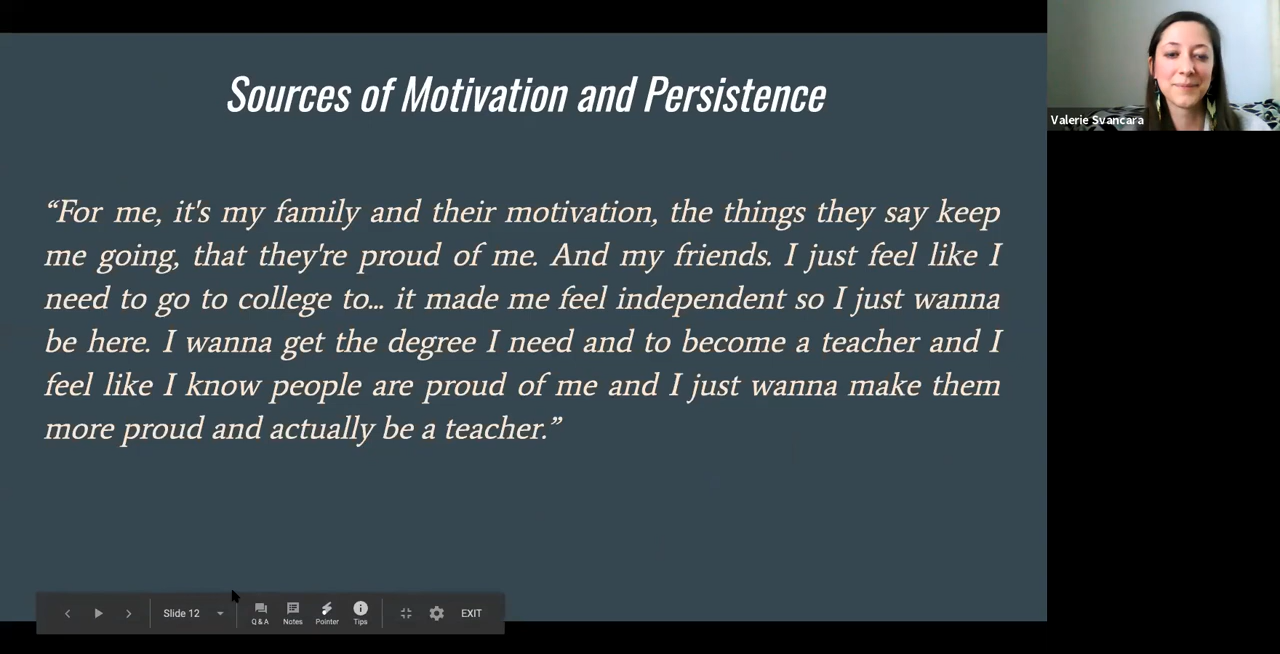 Sources of Motivation and Persistence
Valerie Svancara
“For me, it's my family and their motivation, the things they say keep
me going, that they're proud of me. And my friends. I just feel like I
need to go to college to... it made me feel independent so I just wanna
be here. I wanna get the degree I need and to become a teacher and I
feel like I know people are proud of me and I just wanna make them
more proud and actually be a teacher.”
Slide 12
Q & A
Notes
Pointer
Tips
EXIT